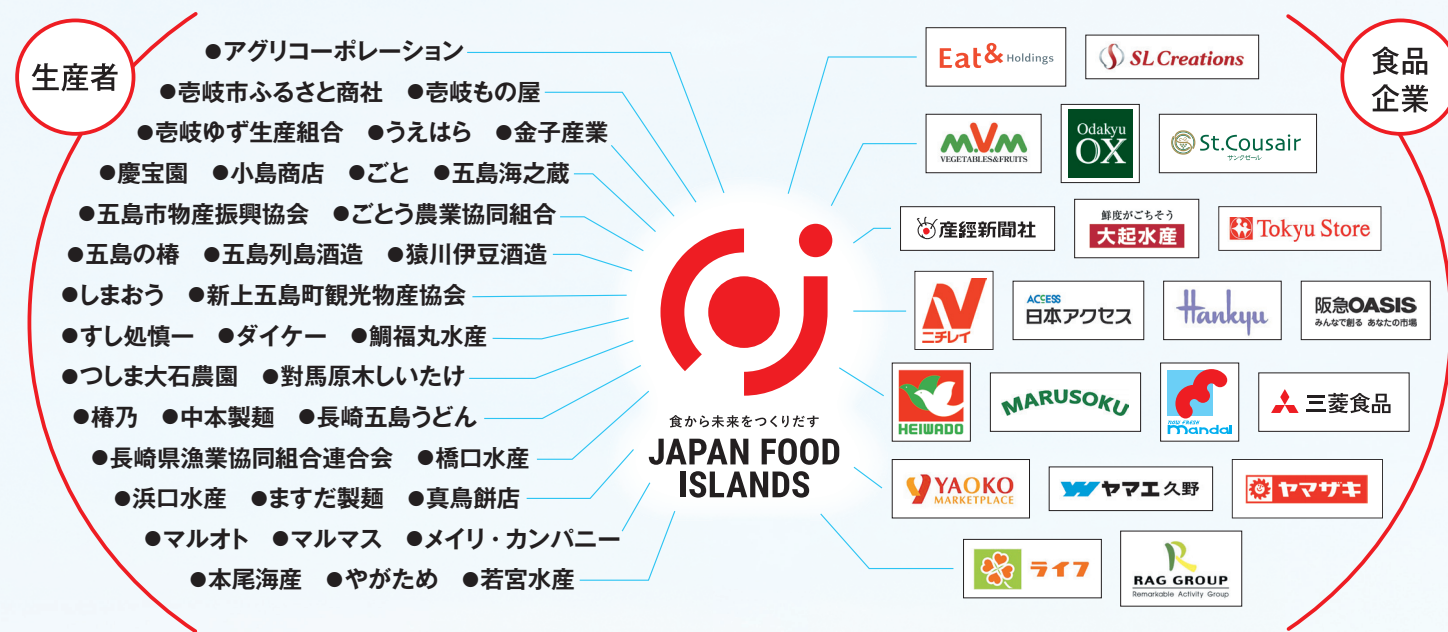 生産者
●アグリコーポレーション
●壱岐市ふるさと商社 ●壱岐もの屋
●壱岐ゆず生産組合 ●うえはら ●金子産業
●慶宝園 ●小島商店 ●ごと ●五島海之蔵
●五島市物産振興協会 ●ごとう農業協同組合
●五島の椿 ●五島列島酒造 ●猿川伊豆酒造
●しまおう ●新上五島町観光物産協会
●すし処慎一 ●ダイケー ●鯛福丸水産
●つしま大石農園 ●對馬原木しいたけ
●椿乃 ●中本製麺 ●長崎五島うどん
●長崎県漁業協同組合連合会 ●橋口水産
●浜口水産 ●ますだ製麺 ●真鳥餅店
●マルオト ●マルマス ●メイリ・カンパニー
●本尾海産 ●やがため ●若宮水産
食から未来をつくりだす
JAPAN FOOD
ISLANDS
食品
企業
Eat& Holdings
SL Creations
M.V.M
VEGETABLES&FRUITS
Odakyu
OX
St.Cousair
サンクゼール
産經新聞社
鮮度がごちそう
大起水産
Tokyu Store
ニチレイ
ACCESS
日本アクセス
Hankyu
阪急OASIS
みんなで創る あなたの市場
HEIWADO
MARUSOKU
NOW FRESH
mandai
三菱食品
YAOKO
MARKETPLACE
ヤマエ久野
ヤマザキ
ライフ
RAG GROUP
Remarkable Activity Group